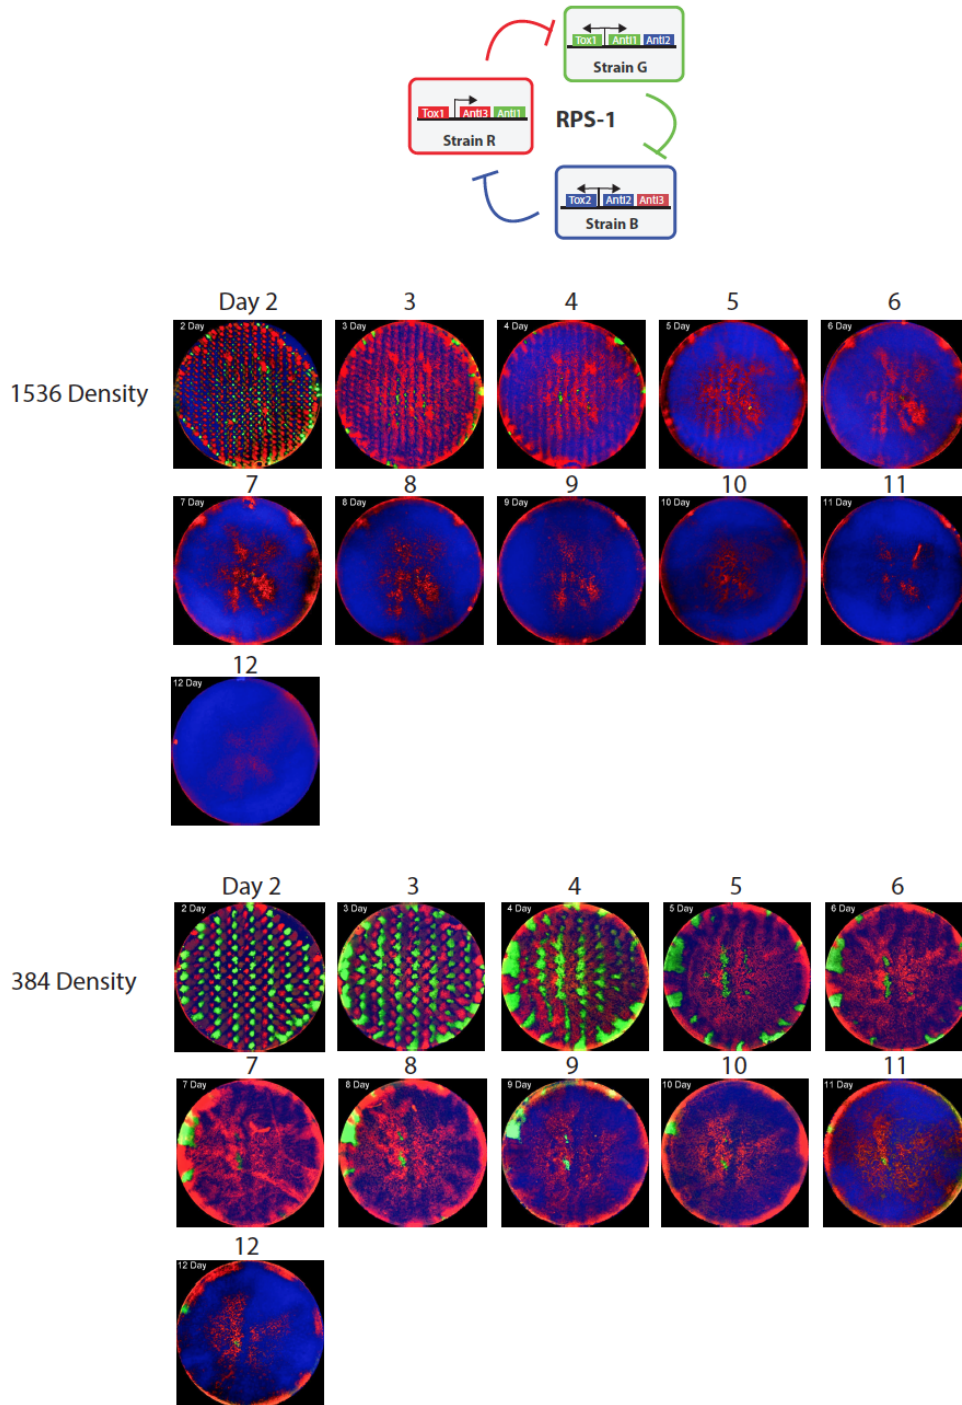 Tox1 Anti1 Anti2
Strain G
Tox1 Anti3 Anti1
Strain R
RPS-1
Tox2 Anti2 Anti3
Strain B
Day 2 3 4 5 6
1536 Density
2 Day 3 Day 4 Day 5 Day 6 Day
7 8 9 10 11
7 Day 8 Day 9 Day 10 Day 11 Day
12
12 Day
Day 2 3 4 5 6
384 Density
2 Day 3 Day 4 Day 5 Day 6 Day
7 8 9 10 11
7 Day 8 Day 9 Day 10 Day 11 Day
12
12 Day